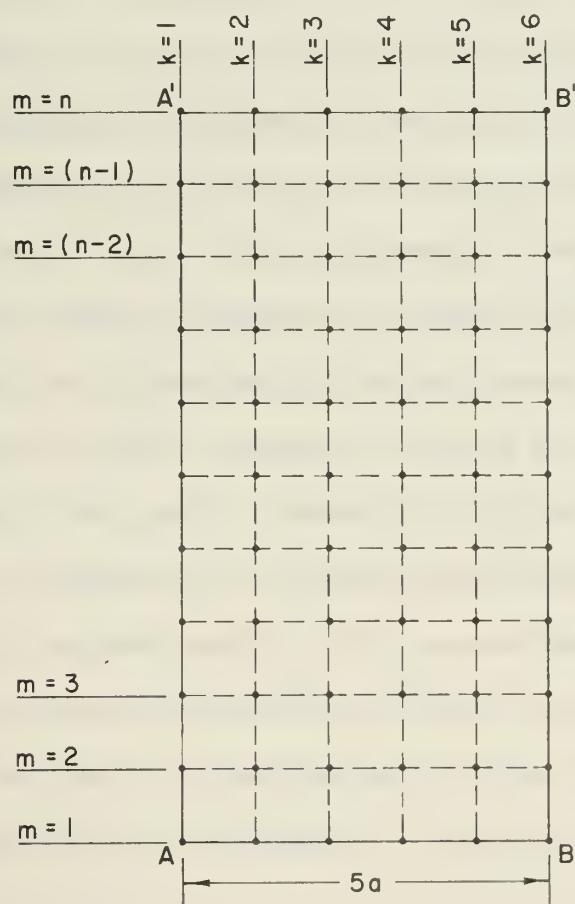 k = 1
k = 2
k = 3
k = 4
k = 5
k = 6
m = n
A'
B'
m = (n-1)
m = (n-2)
m = 3
m = 2
m = 1
A
B
5a